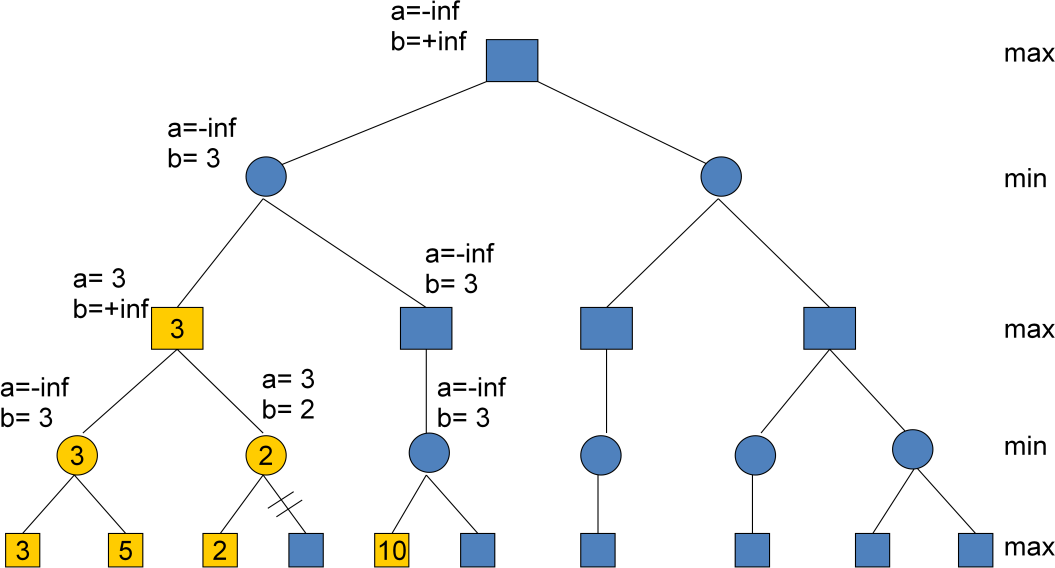 a=-inf
b=+inf
max
a=-inf
b= 3
min
a=-inf
b= 3
a= 3
b=+inf
3
max
a=-inf
b= 3
a= 3
b= 2
a=-inf
b= 3
3
2
min
3
5
2
10
max